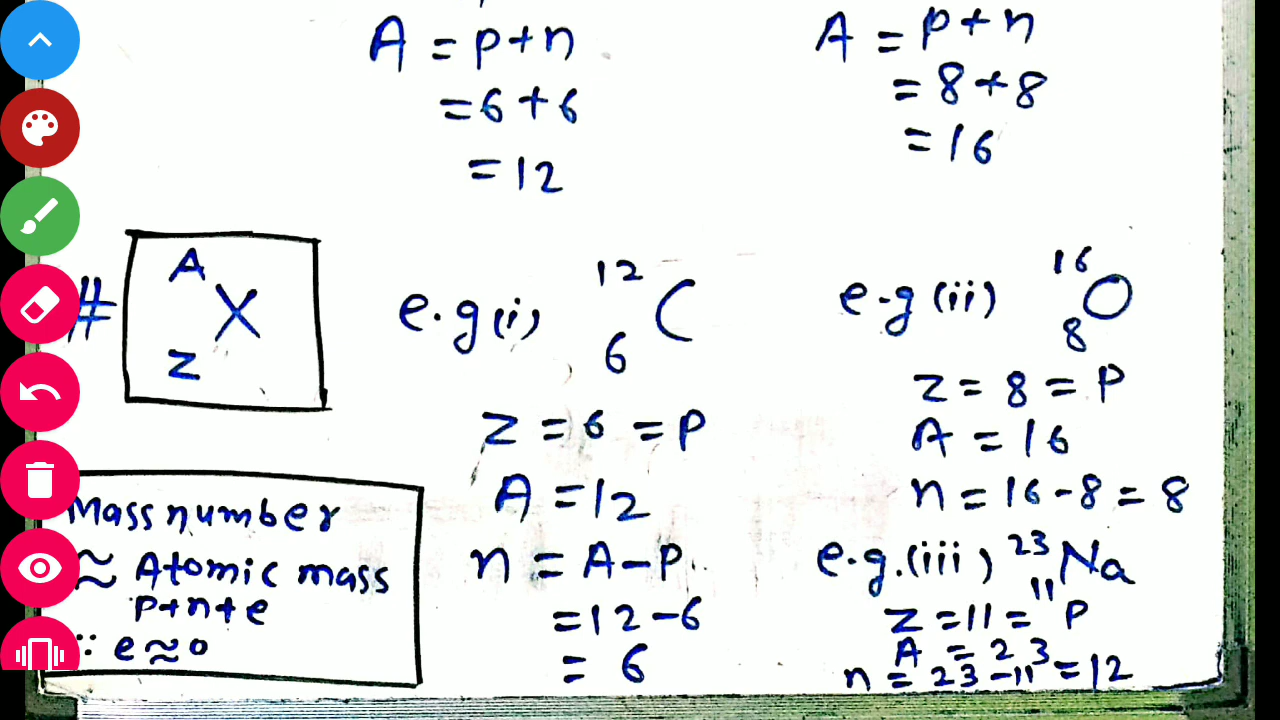 A = p+n
= 6+6
= 12
A = p+n
= 8+8
= 16
# A
X
Z
e.g (i) 12
C
6
Z = 6 = P
A = 12
n = A-P
= 12-6
= 6
e.g (ii) 16
O
8
Z = 8 = P
A = 16
n = 16-8 = 8
e.g. (iii) 23 Na
11
Z = 11 = P
A = 23
n = 23-11 = 12
Mass number
≈ Atomic mass
p+n+e
∵ e≈0